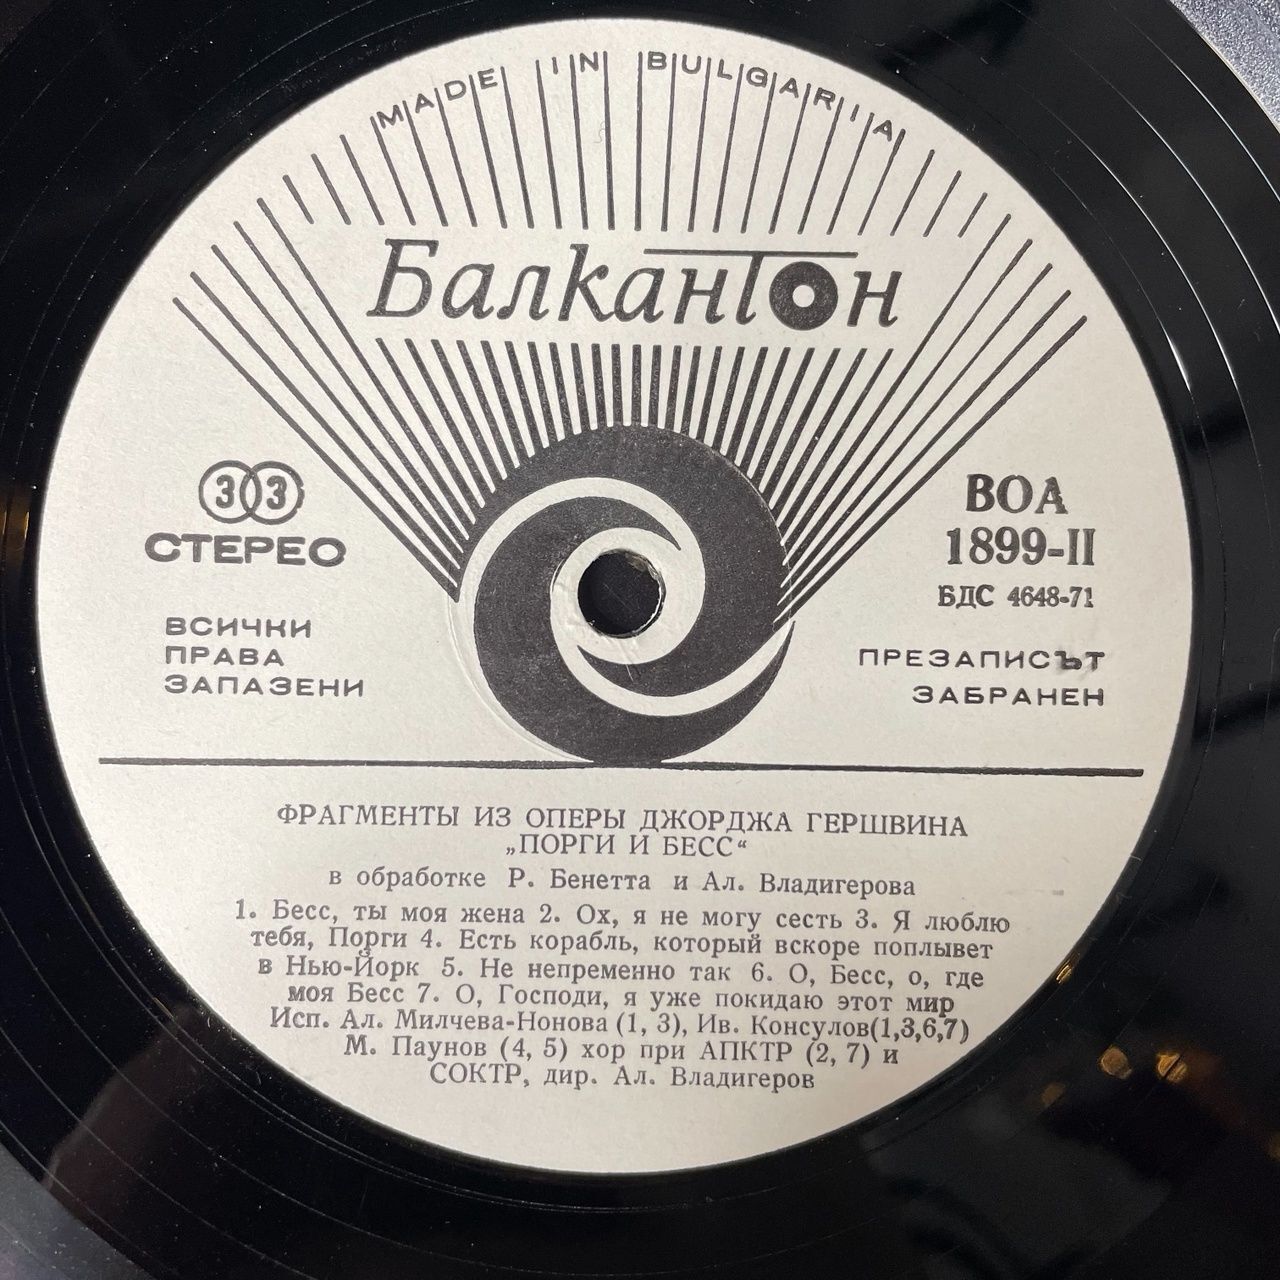 MADE IN BULGARIA
Балкантон
33
СТЕРЕО
ВСИЧКИ
ПРАВА
ЗАПАЗЕНИ
ВОА
1899-II
БДС 4648-71
ПРЕЗАПИСЪТ
ЗАБРАНЕН
ФРАГМЕНТЫ ИЗ ОПЕРЫ ДЖОРДЖА ГЕРШВИНА
„ПОРГИ И БЕСС“
в обработке Р. Бенетта и Ал. Владигерова
1. Бесс, ты моя жена 2. Ох, я не могу сесть 3. Я люблю
тебя, Порги 4. Есть корабль, который вскоре поплывет
в Нью-Йорк 5. Не непременно так 6. О, Бесс, о, где
моя Бесс 7. О, Господи, я уже покидаю этот мир
Исп. Ал. Милчева-Нонова (1, 3), Ив. Консулов(1,3,6,7)
М. Паунов (4, 5) хор при АПКТР (2, 7) и
СОКТР, дир. Ал. Владигеров